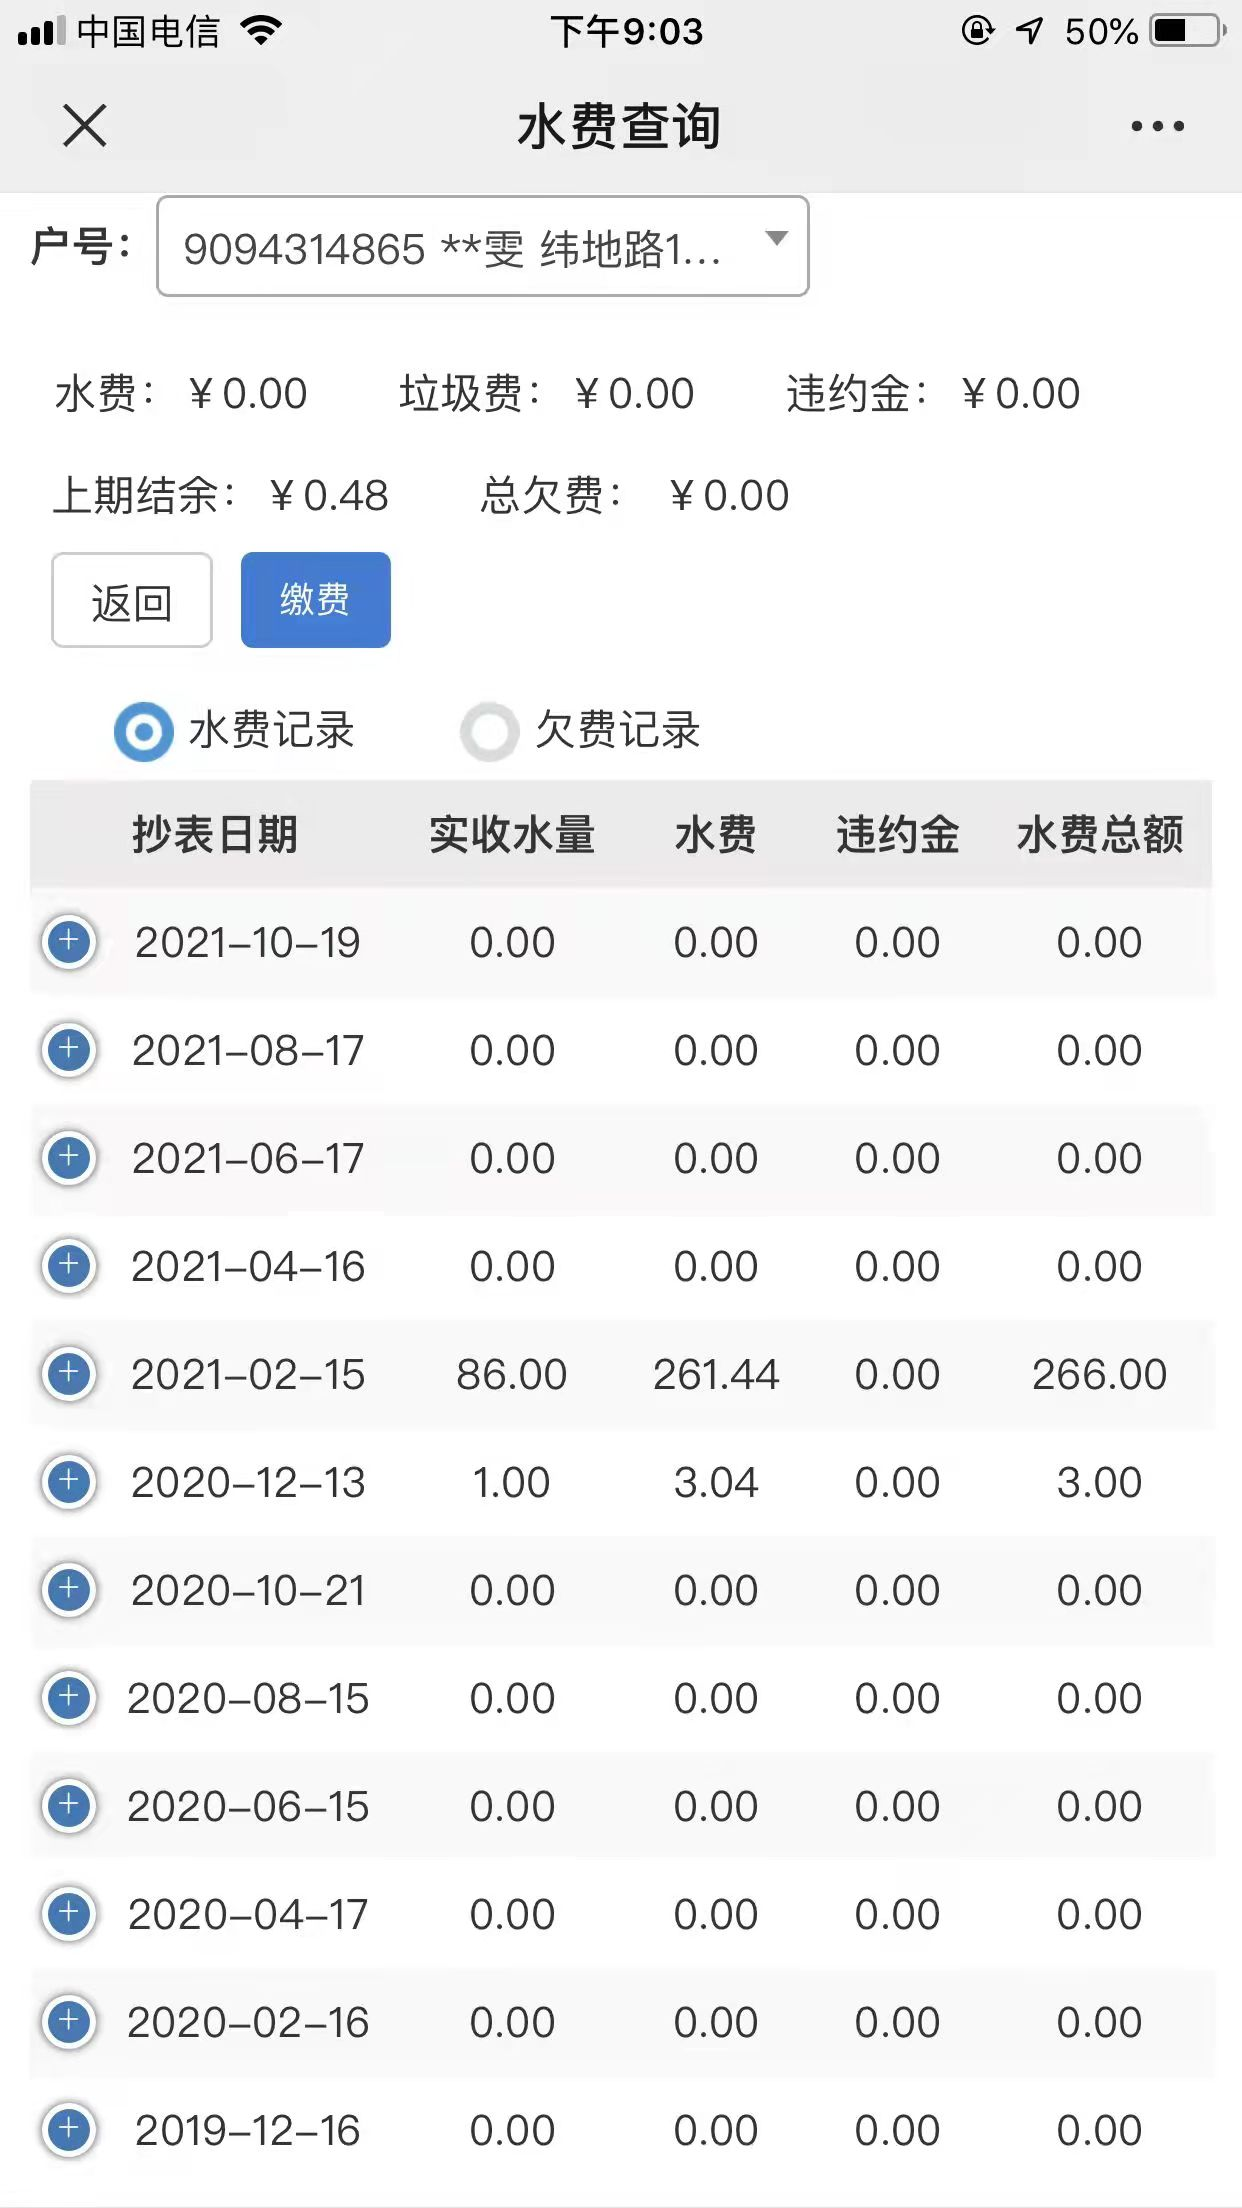 中国电信 下午9:03 50%
水费查询
户号： 9094314865 **雯 纬地路1...
水费： ￥0.00 垃圾费： ￥0.00 违约金： ￥0.00
上期结余： ￥0.48 总欠费： ￥0.00
返回 缴费
水费记录 欠费记录
抄表日期 实收水量 水费 违约金 水费总额
2021-10-19 0.00 0.00 0.00 0.00
2021-08-17 0.00 0.00 0.00 0.00
2021-06-17 0.00 0.00 0.00 0.00
2021-04-16 0.00 0.00 0.00 0.00
2021-02-15 86.00 261.44 0.00 266.00
2020-12-13 1.00 3.04 0.00 3.00
2020-10-21 0.00 0.00 0.00 0.00
2020-08-15 0.00 0.00 0.00 0.00
2020-06-15 0.00 0.00 0.00 0.00
2020-04-17 0.00 0.00 0.00 0.00
2020-02-16 0.00 0.00 0.00 0.00
2019-12-16 0.00 0.00 0.00 0.00